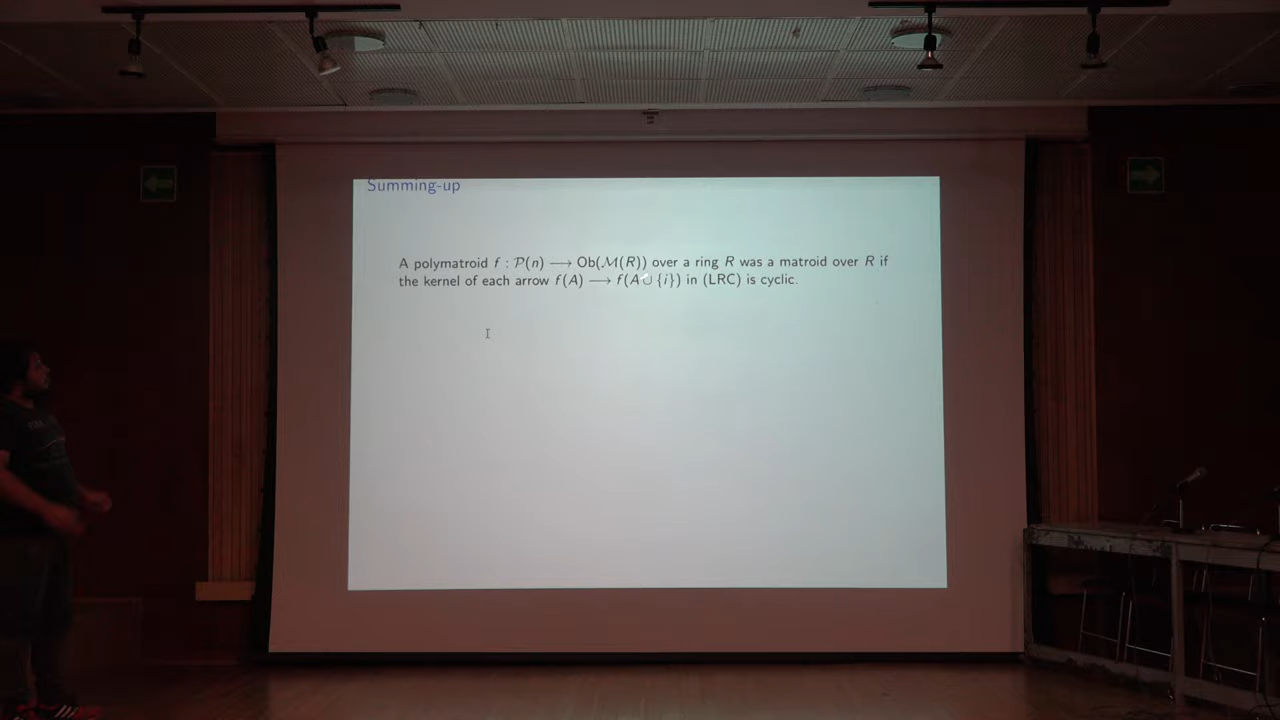 Summing-up
A polymatroid f : P(n) ⟶ Ob(M(R)) over a ring R was a matroid over R if
the kernel of each arrow f(A) ⟶ f(A ∪ {i}) in (LRC) is cyclic.